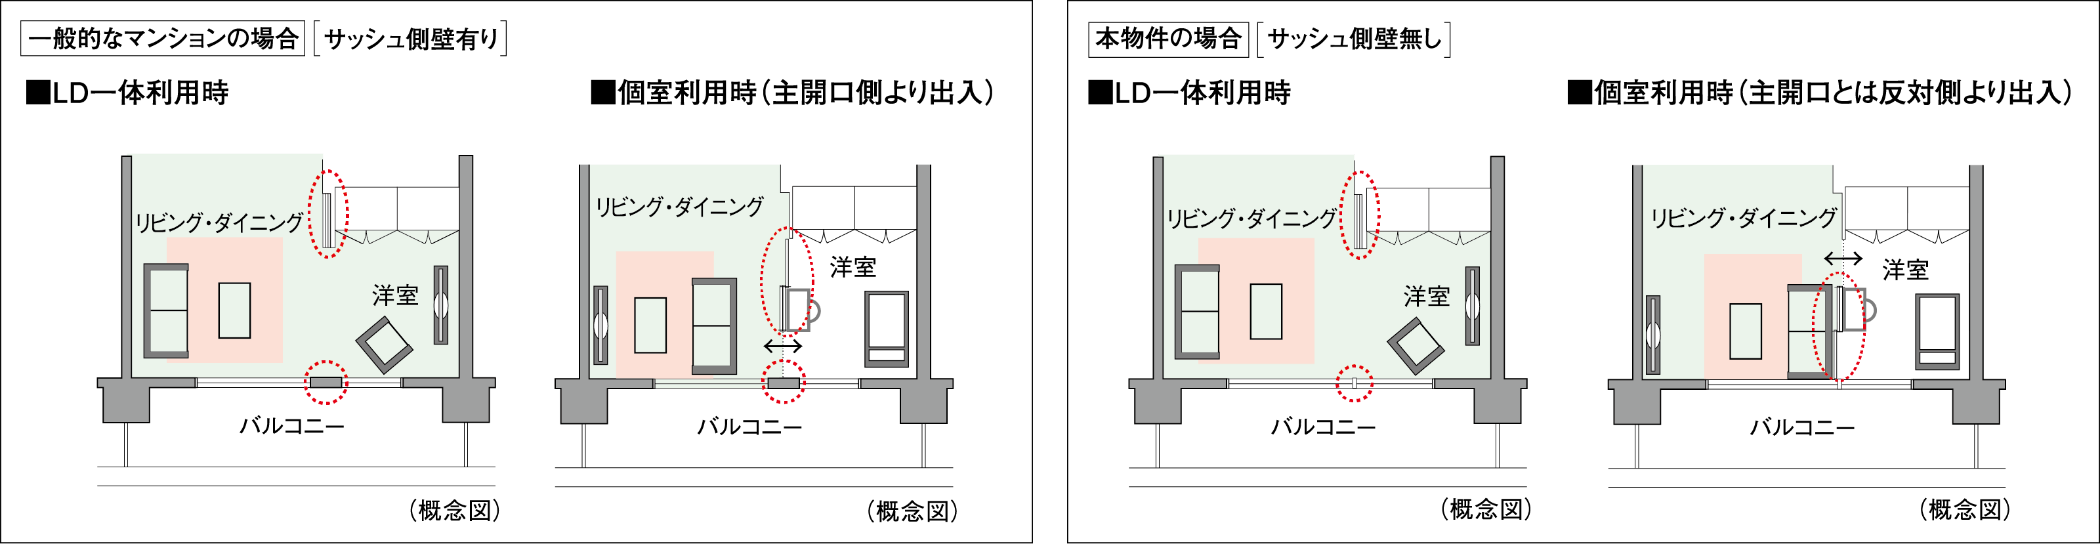 一般的なマンションの場合 [サッシュ側壁有り]
■LD一体利用時
リビング・ダイニング
洋室
バルコニー
(概念図)
■個室利用時(主開口側より出入)
リビング・ダイニング
洋室
バルコニー
(概念図)
本物件の場合 [サッシュ側壁無し]
■LD一体利用時
リビング・ダイニング
洋室
バルコニー
(概念図)
■個室利用時(主開口とは反対側より出入)
リビング・ダイニング
洋室
バルコニー
(概念図)